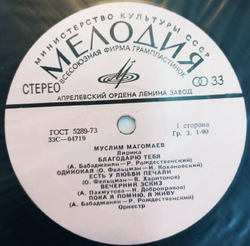 МИНИСТЕРСТВО КУЛЬТУРЫ СССР
МЕЛОДИЯ
ВСЕСОЮЗНАЯ ФИРМА ГРАМПЛАСТИНОК
СТЕРЕО
33
АПРЕЛЕВСКИЙ ОРДЕНА ЛЕНИНА ЗАВОД
ГОСТ 5289-73
33С—04719
1 сторона
Гр. 3. 1-90
МУСЛИМ МАГОМАЕВ
Лирика
БЛАГОДАРЮ ТЕБЯ
(А. Бабаджанян — Р. Рождественский)
ОДИНОКАЯ (О. Фельцман — И. Кохановский)
ЕСТЬ У ЛЮБВИ ПЕЧАЛИ
(О. Фельцман — В. Харитонов)
ВЕЧЕРНИЙ ЭСКИЗ
(А. Пахмутова — Н. Добронравов)
ПОКА Я ПОМНЮ, Я ЖИВУ
(А. Бабаджанян — Р. Рождественский)
Оркестр